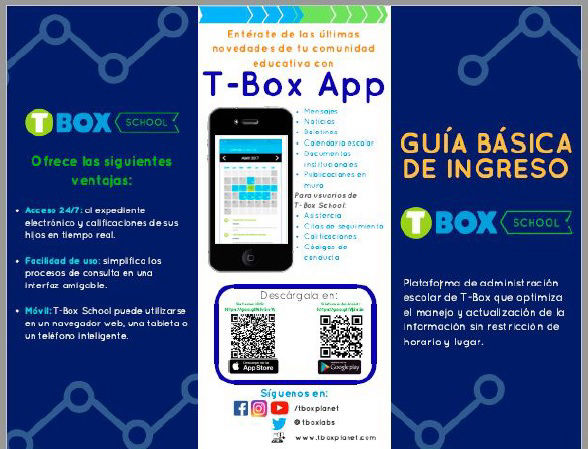 TBOX SCHOOL
Ofrece las siguientes
ventajas:
• Acceso 24/7: al expediente
electrónico y calificaciones de sus
hijos en tiempo real.
• Facilidad de uso: simplifica los
procesos de consulta en una
interfaz amigable.
• Móvil: T-Box School puede utilizarse
en un navegador web, una tableta o
un teléfono inteligente.
Entérate de las últimas
novedades de tu comunidad
educativa con
T-Box App
• Mensajes
• Noticias
• Boletines
• Calendario escolar
• Documentos
institucionales
• Publicaciones en
muro
Para usuarios de
T-Box School:
• Asistencia
• Citas de seguimiento
• Calificaciones
• Códigos de
conducta
Descárgala en:
App Store
Google play
Síguenos en:
/tboxplanet
@tboxlabs
www.tboxplanet.com
GUÍA BÁSICA
DE INGRESO
TBOX SCHOOL
Plataforma de administración
escolar de T-Box que optimiza
el manejo y actualización de la
información sin restricción de
horario y lugar.